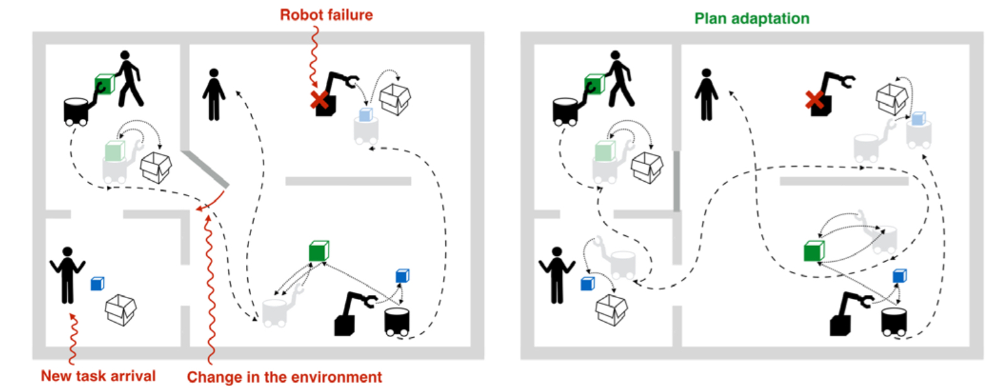 Robot failure
Plan adaptation
New task arrival
Change in the environment